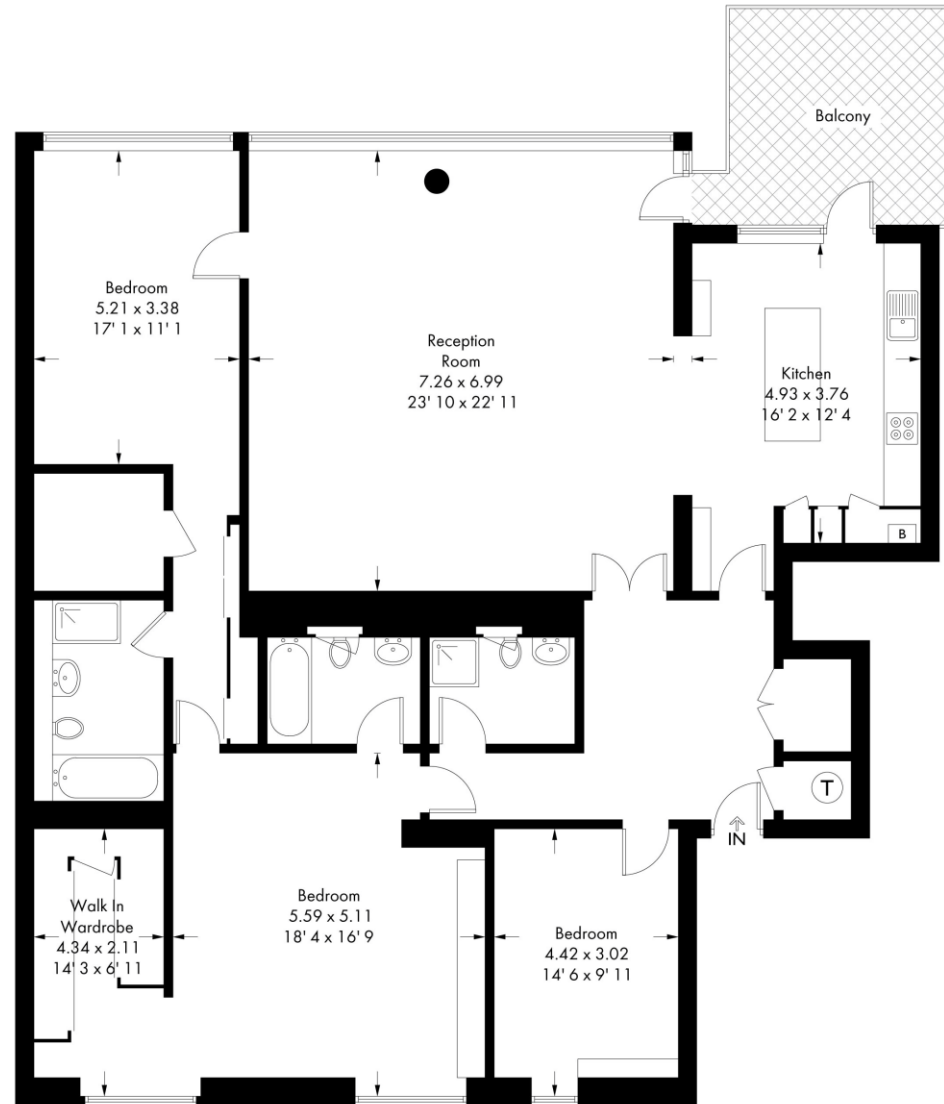 Balcony
Bedroom
5.21 x 3.38
17' 1 x 11' 1
Reception
Room
7.26 x 6.99
23' 10 x 22' 11
Kitchen
4.93 x 3.76
16' 2 x 12' 4
B
T
IN
Walk In
Wardrobe
4.34 x 2.11
14' 3 x 6' 11
Bedroom
5.59 x 5.11
18' 4 x 16' 9
Bedroom
4.42 x 3.02
14' 6 x 9' 11